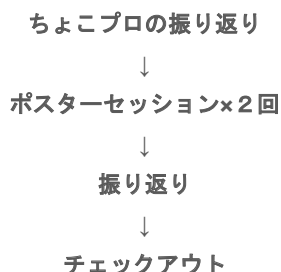 ちょこプロの振り返り
↓
ポスターセッション×２回
↓
振り返り
↓
チェックアウト